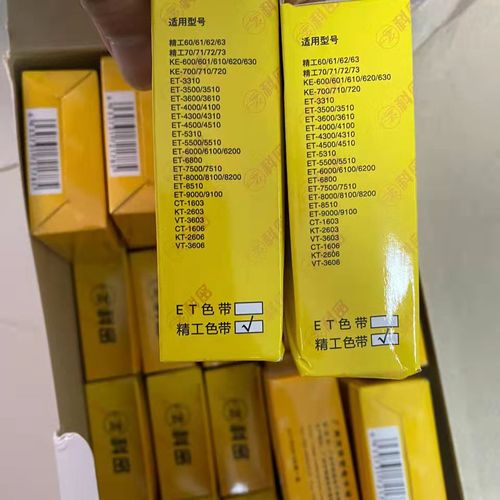 适用型号
精工60/61/62/63
精工70/71/72/73
KE-600/601/610/620/630
KE-700/710/720
ET-3310
ET-3500/3510
ET-3600/3610
ET-4000/4100
ET-4300/4310
ET-4500/4510
ET-5310
ET-5500/5510
ET-6000/6100/6200
ET-6800
ET-7500/7510
ET-8000/8100/8200
ET-8510
ET-9000/9100
CT-1603
KT-2603
VT-3603
CT-1606
KT-2606
VT-3606
ET色带
精工色带
适用型号
精工60/61/62/63
精工70/71/72/73
KE-600/601/610/620/630
KE-700/710/720
ET-3310
ET-3500/3510
ET-3600/3610
ET-4000/4100
ET-4300/4310
ET-4500/4510
ET-5310
ET-5500/5510
ET-6000/6100/6200
ET-6800
ET-7500/7510
ET-8000/8100/8200
ET-8510
ET-9000/9100
CT-1603
KT-2603
VT-3603
CT-1606
KT-2606
VT-3606
ET色带
精工色带